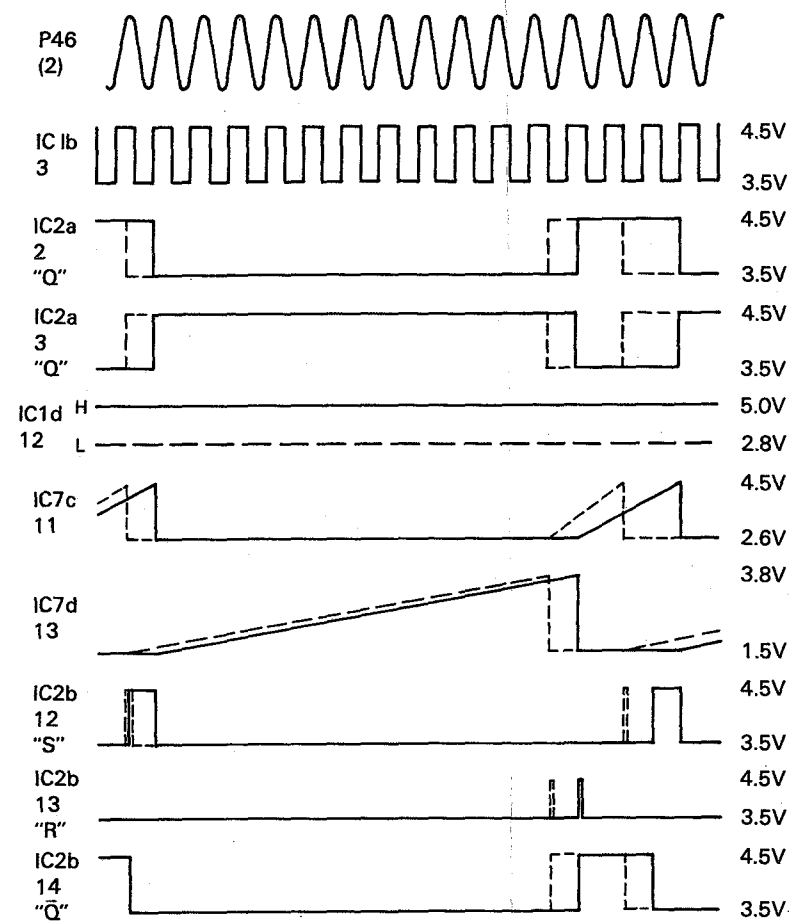 P46
(2)
IC Ib
3
4.5V
3.5V
IC2a
2
"Q"
4.5V
3.5V
IC2a
3
"Q"
4.5V
3.5V
IC1d
12
H
L
5.0V
2.8V
IC7c
11
4.5V
2.6V
IC7d
13
3.8V
1.5V
IC2b
12
"S"
4.5V
3.5V
IC2b
13
"R"
4.5V
3.5V
IC2b
14
"Q̄"
4.5V
3.5V